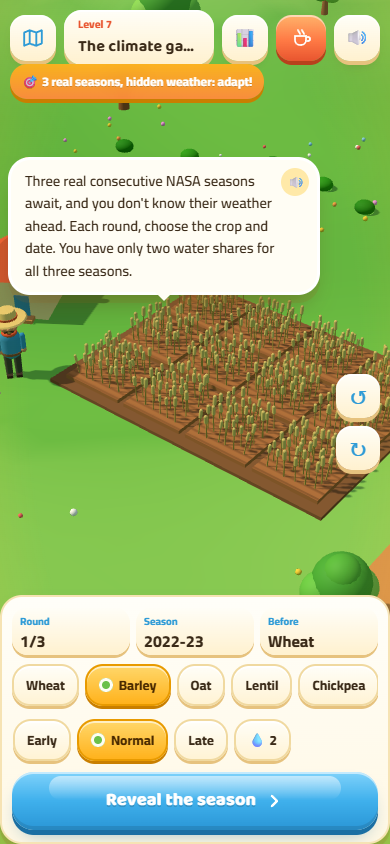 Level 7
The climate ga...
🎯 3 real seasons, hidden weather: adapt!
Three real consecutive NASA seasons
await, and you don't know their weather
ahead. Each round, choose the crop and
date. You have only two water shares for
all three seasons.
Round
1/3
Season
2022-23
Before
Wheat
Wheat
Barley
Oat
Lentil
Chickpea
Early
Normal
Late
💧 2
Reveal the season